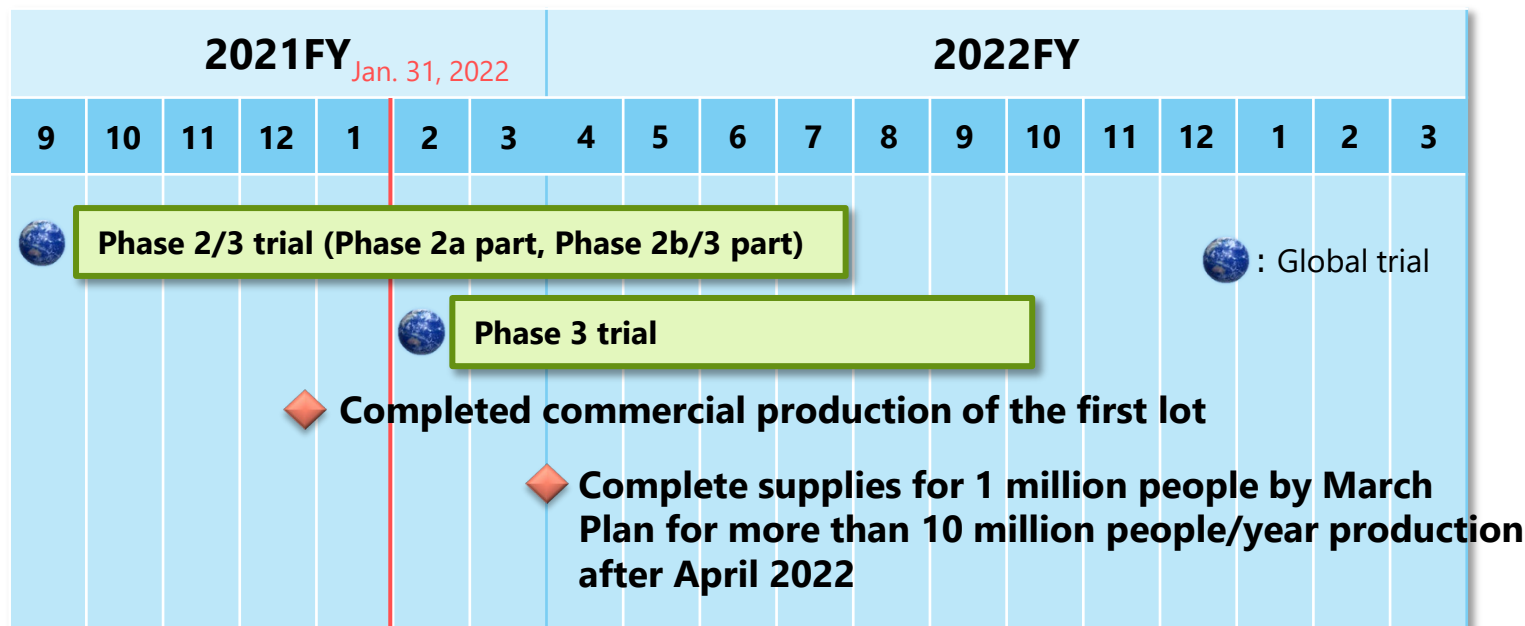 2021FY
Jan. 31, 2022
2022FY
9 10 11 12 1 2 3 4 5 6 7 8 9 10 11 12 1 2 3
Phase 2/3 trial (Phase 2a part, Phase 2b/3 part)
: Global trial
Phase 3 trial
Completed commercial production of the first lot
Complete supplies for 1 million people by March
Plan for more than 10 million people/year production
after April 2022